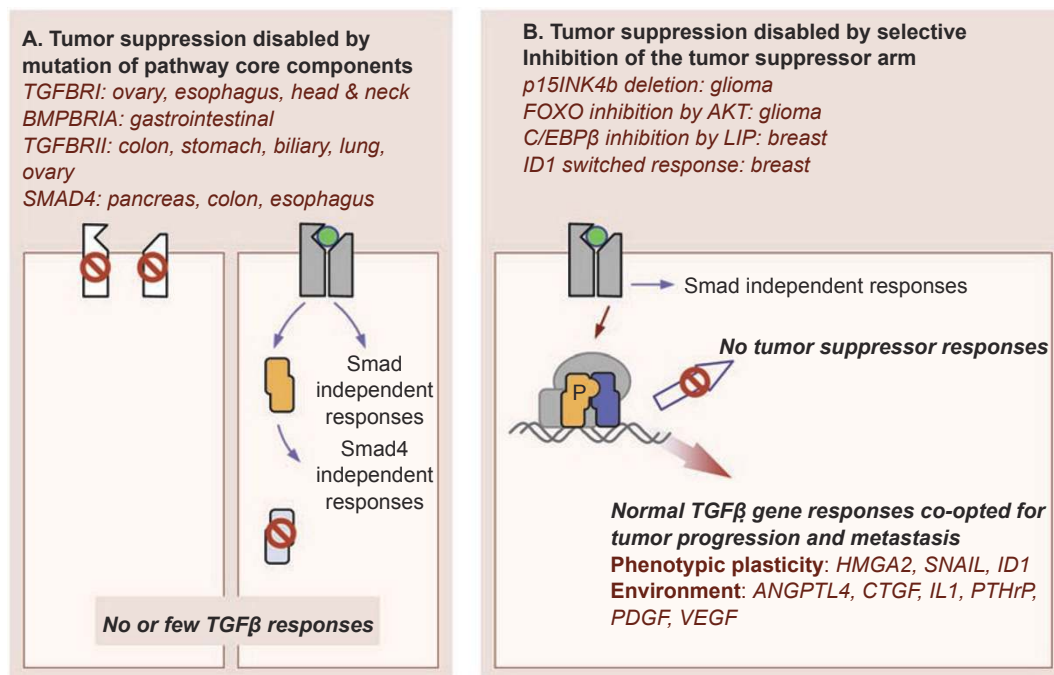 A. Tumor suppression disabled by
mutation of pathway core components
TGFBRI: ovary, esophagus, head & neck
BMPBRIA: gastrointestinal
TGFBRII: colon, stomach, biliary, lung,
ovary
SMAD4: pancreas, colon, esophagus
Smad
independent
responses
Smad4
independent
responses
No or few TGFβ responses
B. Tumor suppression disabled by selective
Inhibition of the tumor suppressor arm
p15INK4b deletion: glioma
FOXO inhibition by AKT: glioma
C/EBPβ inhibition by LIP: breast
ID1 switched response: breast
Smad independent responses
No tumor suppressor responses
P
Normal TGFβ gene responses co-opted for
tumor progression and metastasis
Phenotypic plasticity: HMGA2, SNAIL, ID1
Environment: ANGPTL4, CTGF, IL1, PTHrP,
PDGF, VEGF